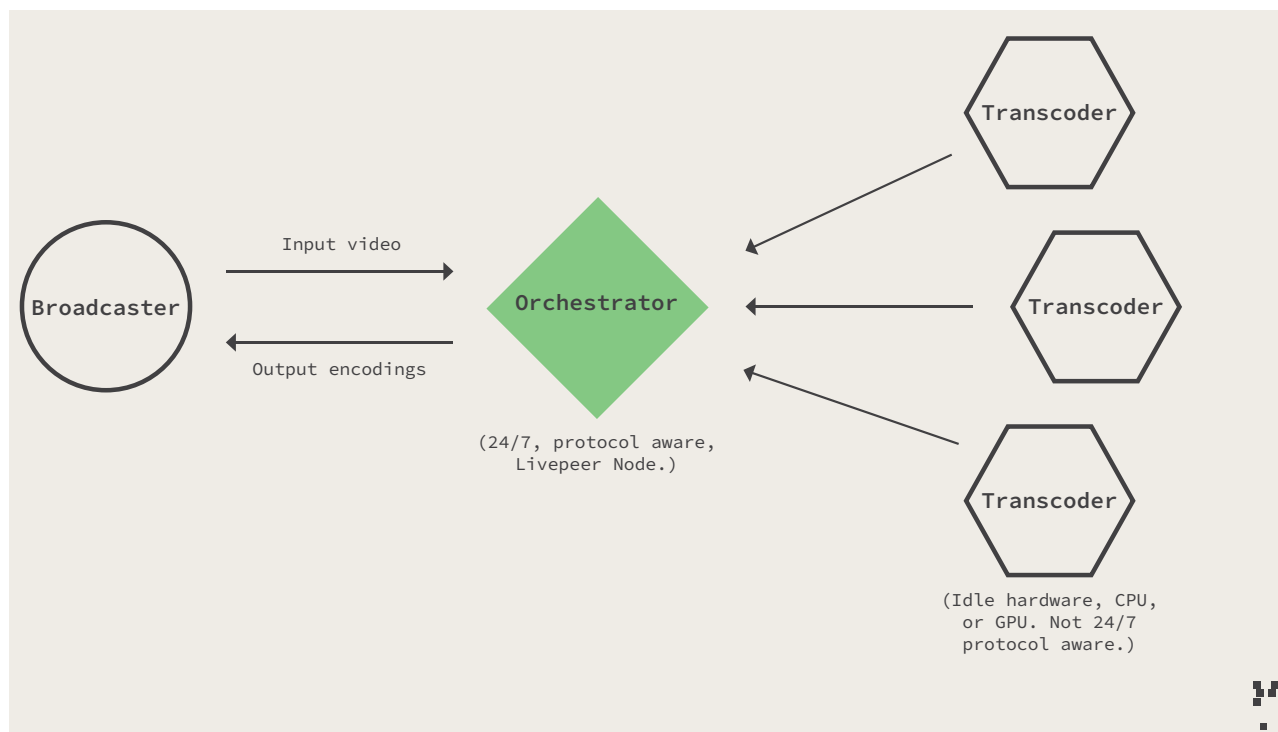 Transcoder
Input video
Broadcaster
Orchestrator
Transcoder
Output encodings
(24/7, protocol aware,
Livepeer Node.)
Transcoder
(Idle hardware, CPU,
or GPU. Not 24/7
protocol aware.)